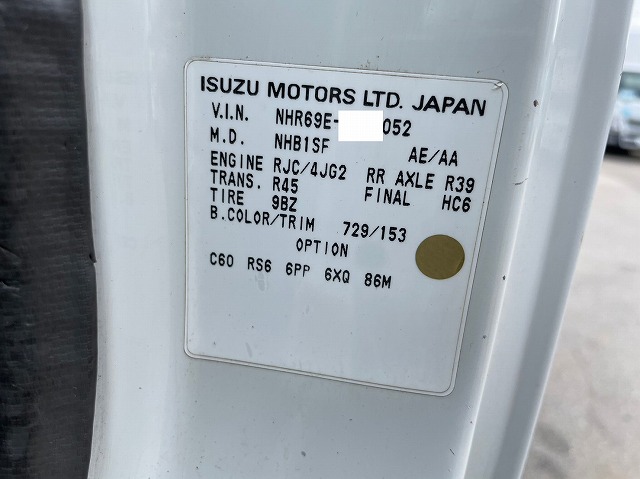 ISUZU MOTORS LTD. JAPAN
V.I.N. NHR69E- 052
M.D. NHB1SF AE/AA
ENGINE RJC/4JG2 RR AXLE R39
TRANS. R45 FINAL HC6
TIRE 9BZ
B.COLOR/TRIM 729/153
OPTION
C60 RS6 6PP 6XQ 86M